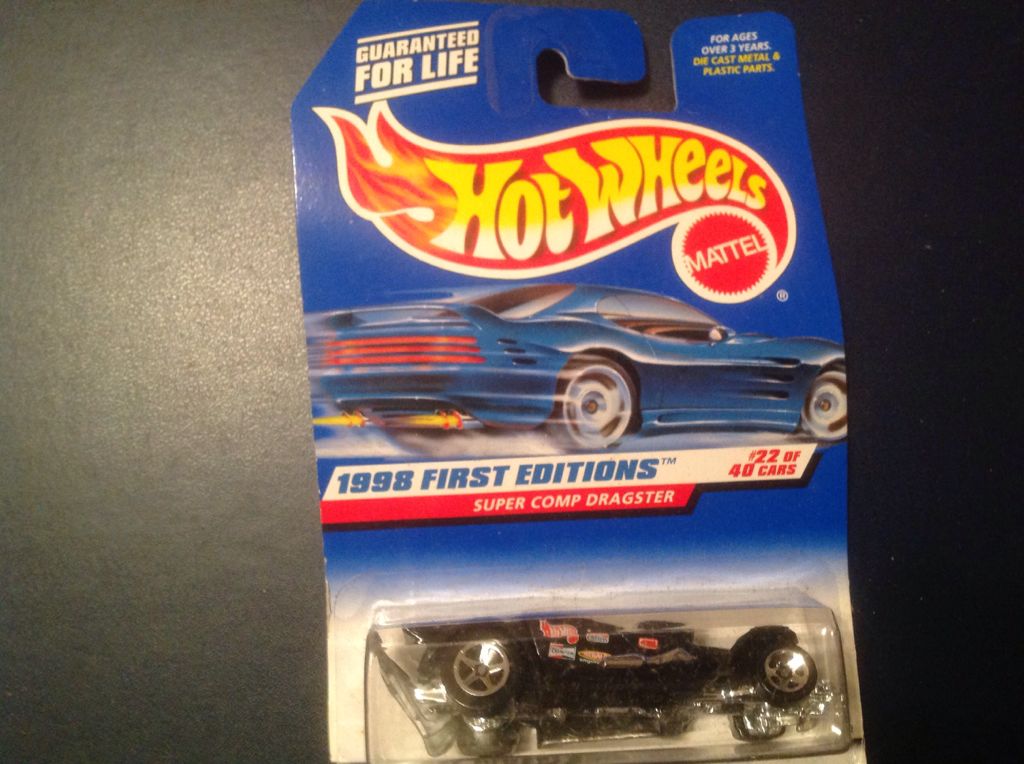 GUARANTEED
FOR LIFE
FOR AGES
OVER 3 YEARS.
DIE CAST METAL &
PLASTIC PARTS.
HOT WHEELS
MATTEL
®
1998 FIRST EDITIONS™
#22 OF
40 CARS
SUPER COMP DRAGSTER